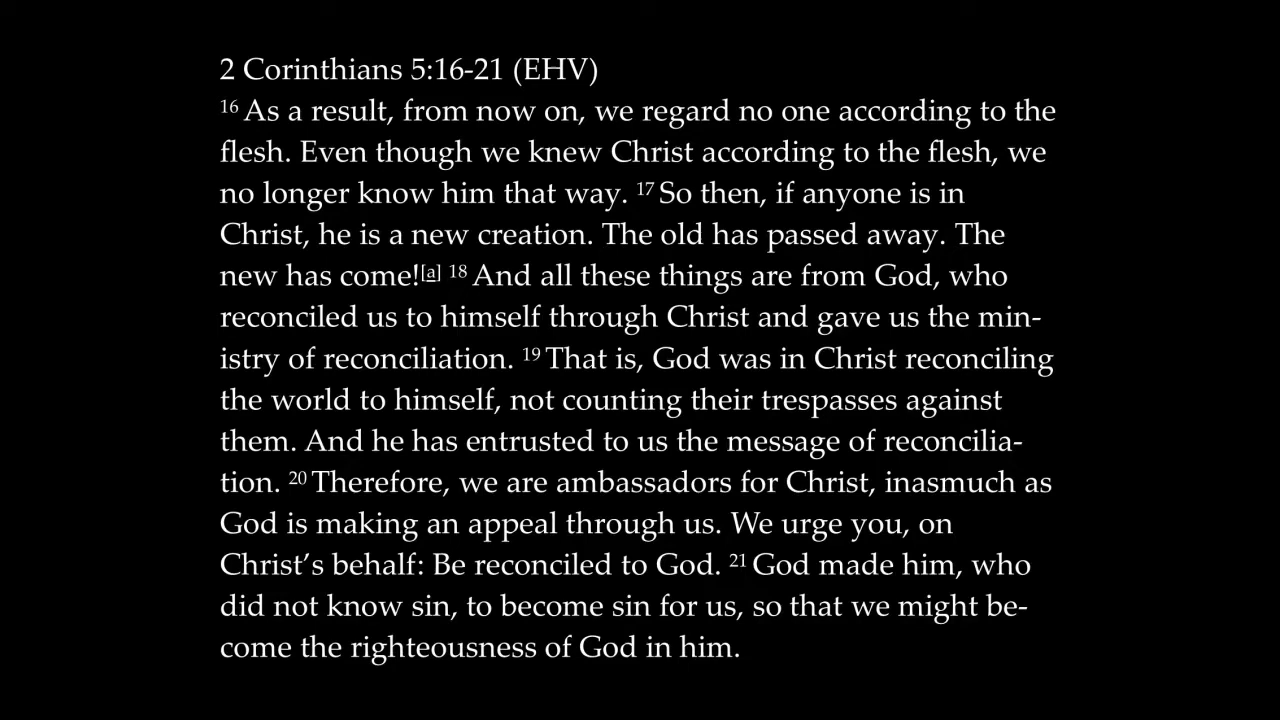 2 Corinthians 5:16-21 (EHV)
16 As a result, from now on, we regard no one according to the
flesh. Even though we knew Christ according to the flesh, we
no longer know him that way. 17 So then, if anyone is in
Christ, he is a new creation. The old has passed away. The
new has come![a] 18 And all these things are from God, who
reconciled us to himself through Christ and gave us the min-
istry of reconciliation. 19 That is, God was in Christ reconciling
the world to himself, not counting their trespasses against
them. And he has entrusted to us the message of reconcilia-
tion. 20 Therefore, we are ambassadors for Christ, inasmuch as
God is making an appeal through us. We urge you, on
Christ’s behalf: Be reconciled to God. 21 God made him, who
did not know sin, to become sin for us, so that we might be-
come the righteousness of God in him.